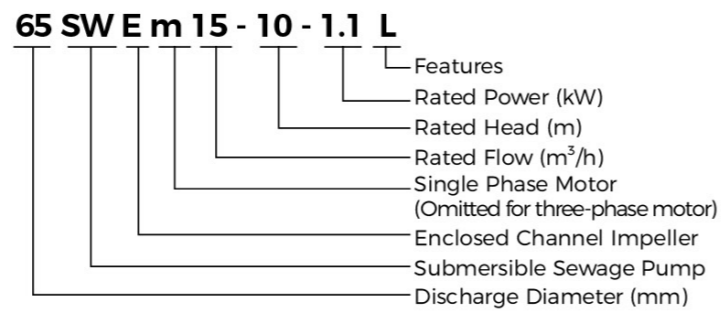 65 SW E m 15 - 10 - 1.1 L
Features
Rated Power (kW)
Rated Head (m)
Rated Flow (m³/h)
Single Phase Motor
(Omitted for three-phase motor)
Enclosed Channel Impeller
Submersible Sewage Pump
Discharge Diameter (mm)